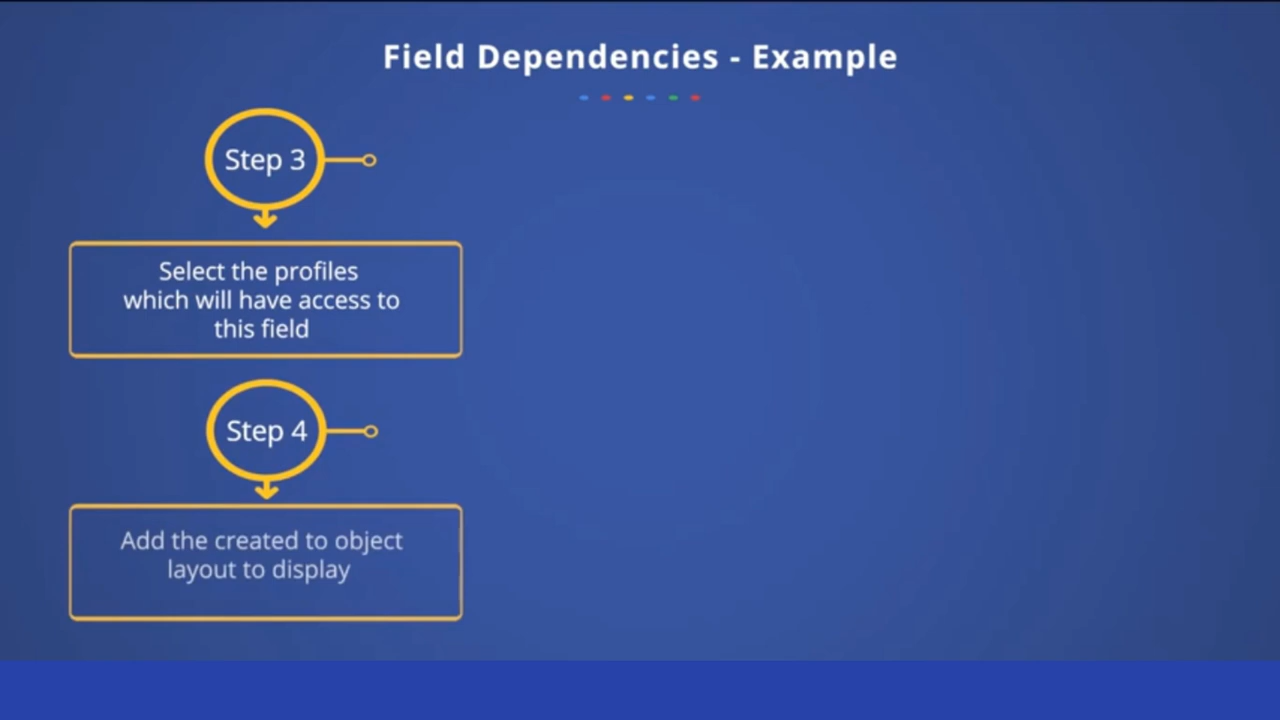 Field Dependencies - Example
Step 3
Select the profiles
which will have access to
this field
Step 4
Add the created to object
layout to display